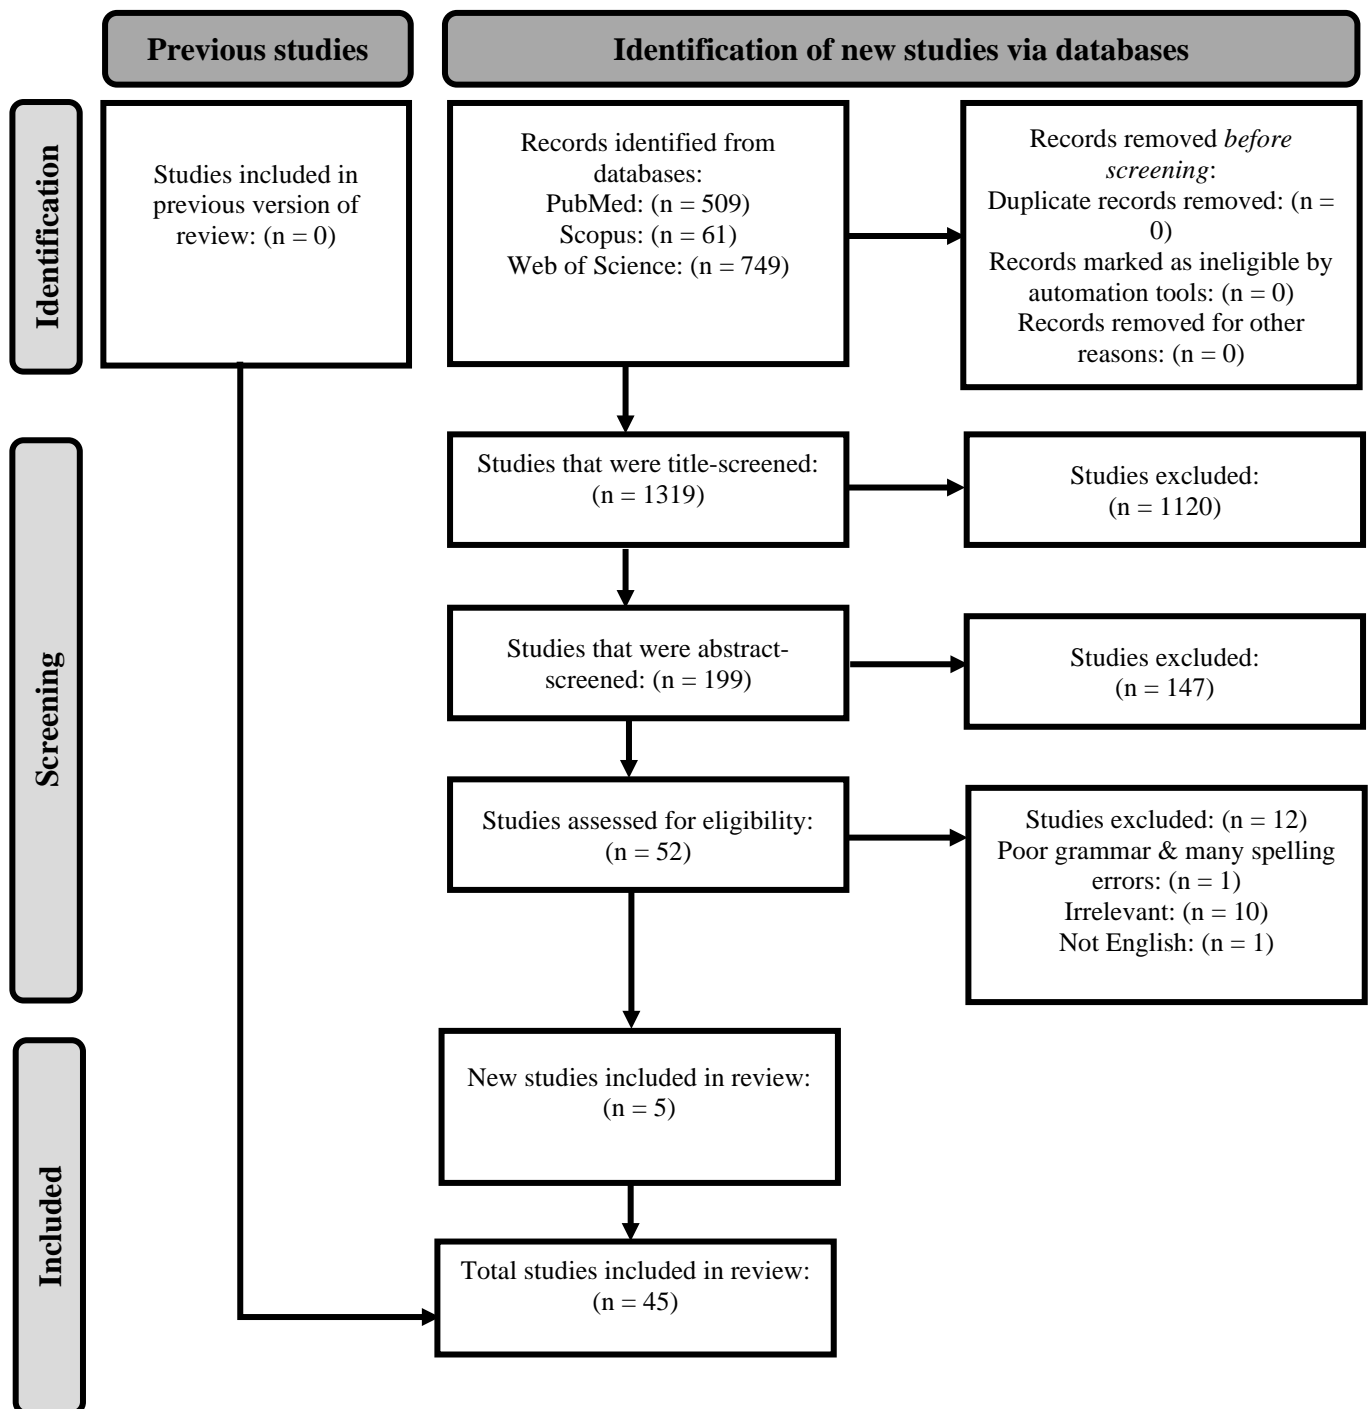 Previous studies
Identification of new studies via databases
Identification
Studies included in
previous version of
review: (n = 0)
Records identified from
databases:
PubMed: (n = 509)
Scopus: (n = 61)
Web of Science: (n = 749)
Records removed before
screening:
Duplicate records removed: (n =
0)
Records marked as ineligible by
automation tools: (n = 0)
Records removed for other
reasons: (n = 0)
Screening
Studies that were title-screened:
(n = 1319)
Studies excluded:
(n = 1120)
Studies that were abstract-
screened: (n = 199)
Studies excluded:
(n = 147)
Studies assessed for eligibility:
(n = 52)
Studies excluded: (n = 12)
Poor grammar & many spelling
errors: (n = 1)
Irrelevant: (n = 10)
Not English: (n = 1)
Included
New studies included in review:
(n = 5)
Total studies included in review:
(n = 45)